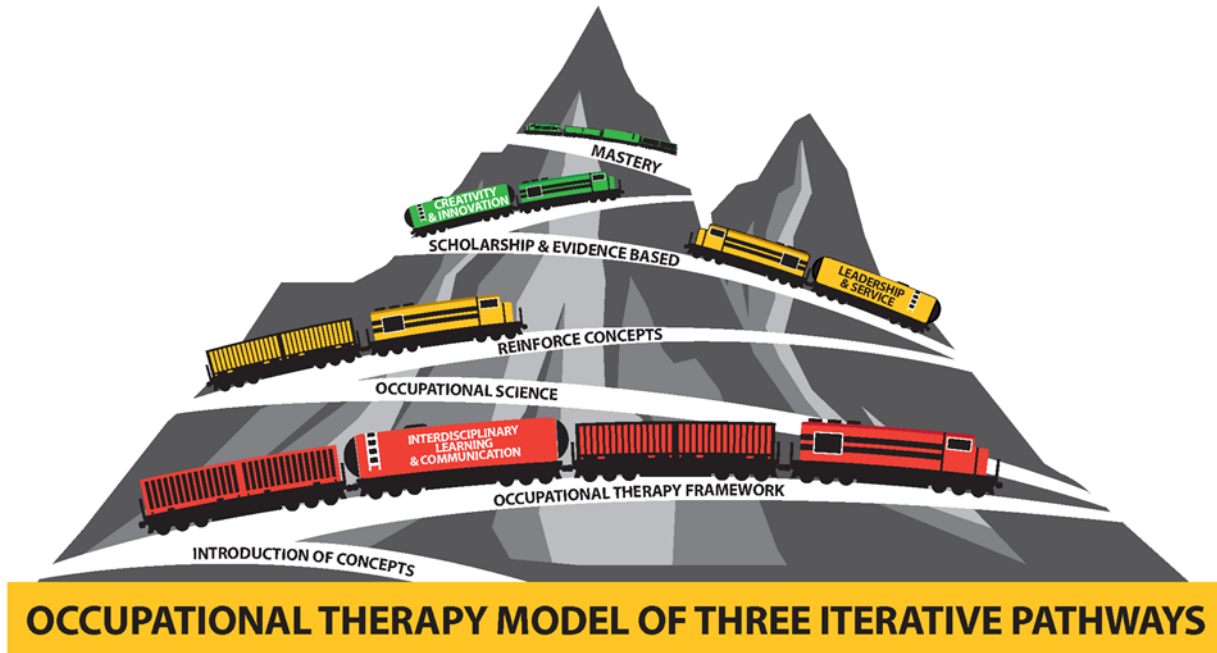 MASTERY
CREATIVITY
& INNOVATION
SCHOLARSHIP & EVIDENCE BASED
LEADERSHIP
& SERVICE
REINFORCE CONCEPTS
OCCUPATIONAL SCIENCE
INTERDISCIPLINARY
LEARNING
& COMMUNICATION
OCCUPATIONAL THERAPY FRAMEWORK
INTRODUCTION OF CONCEPTS
OCCUPATIONAL THERAPY MODEL OF THREE ITERATIVE PATHWAYS